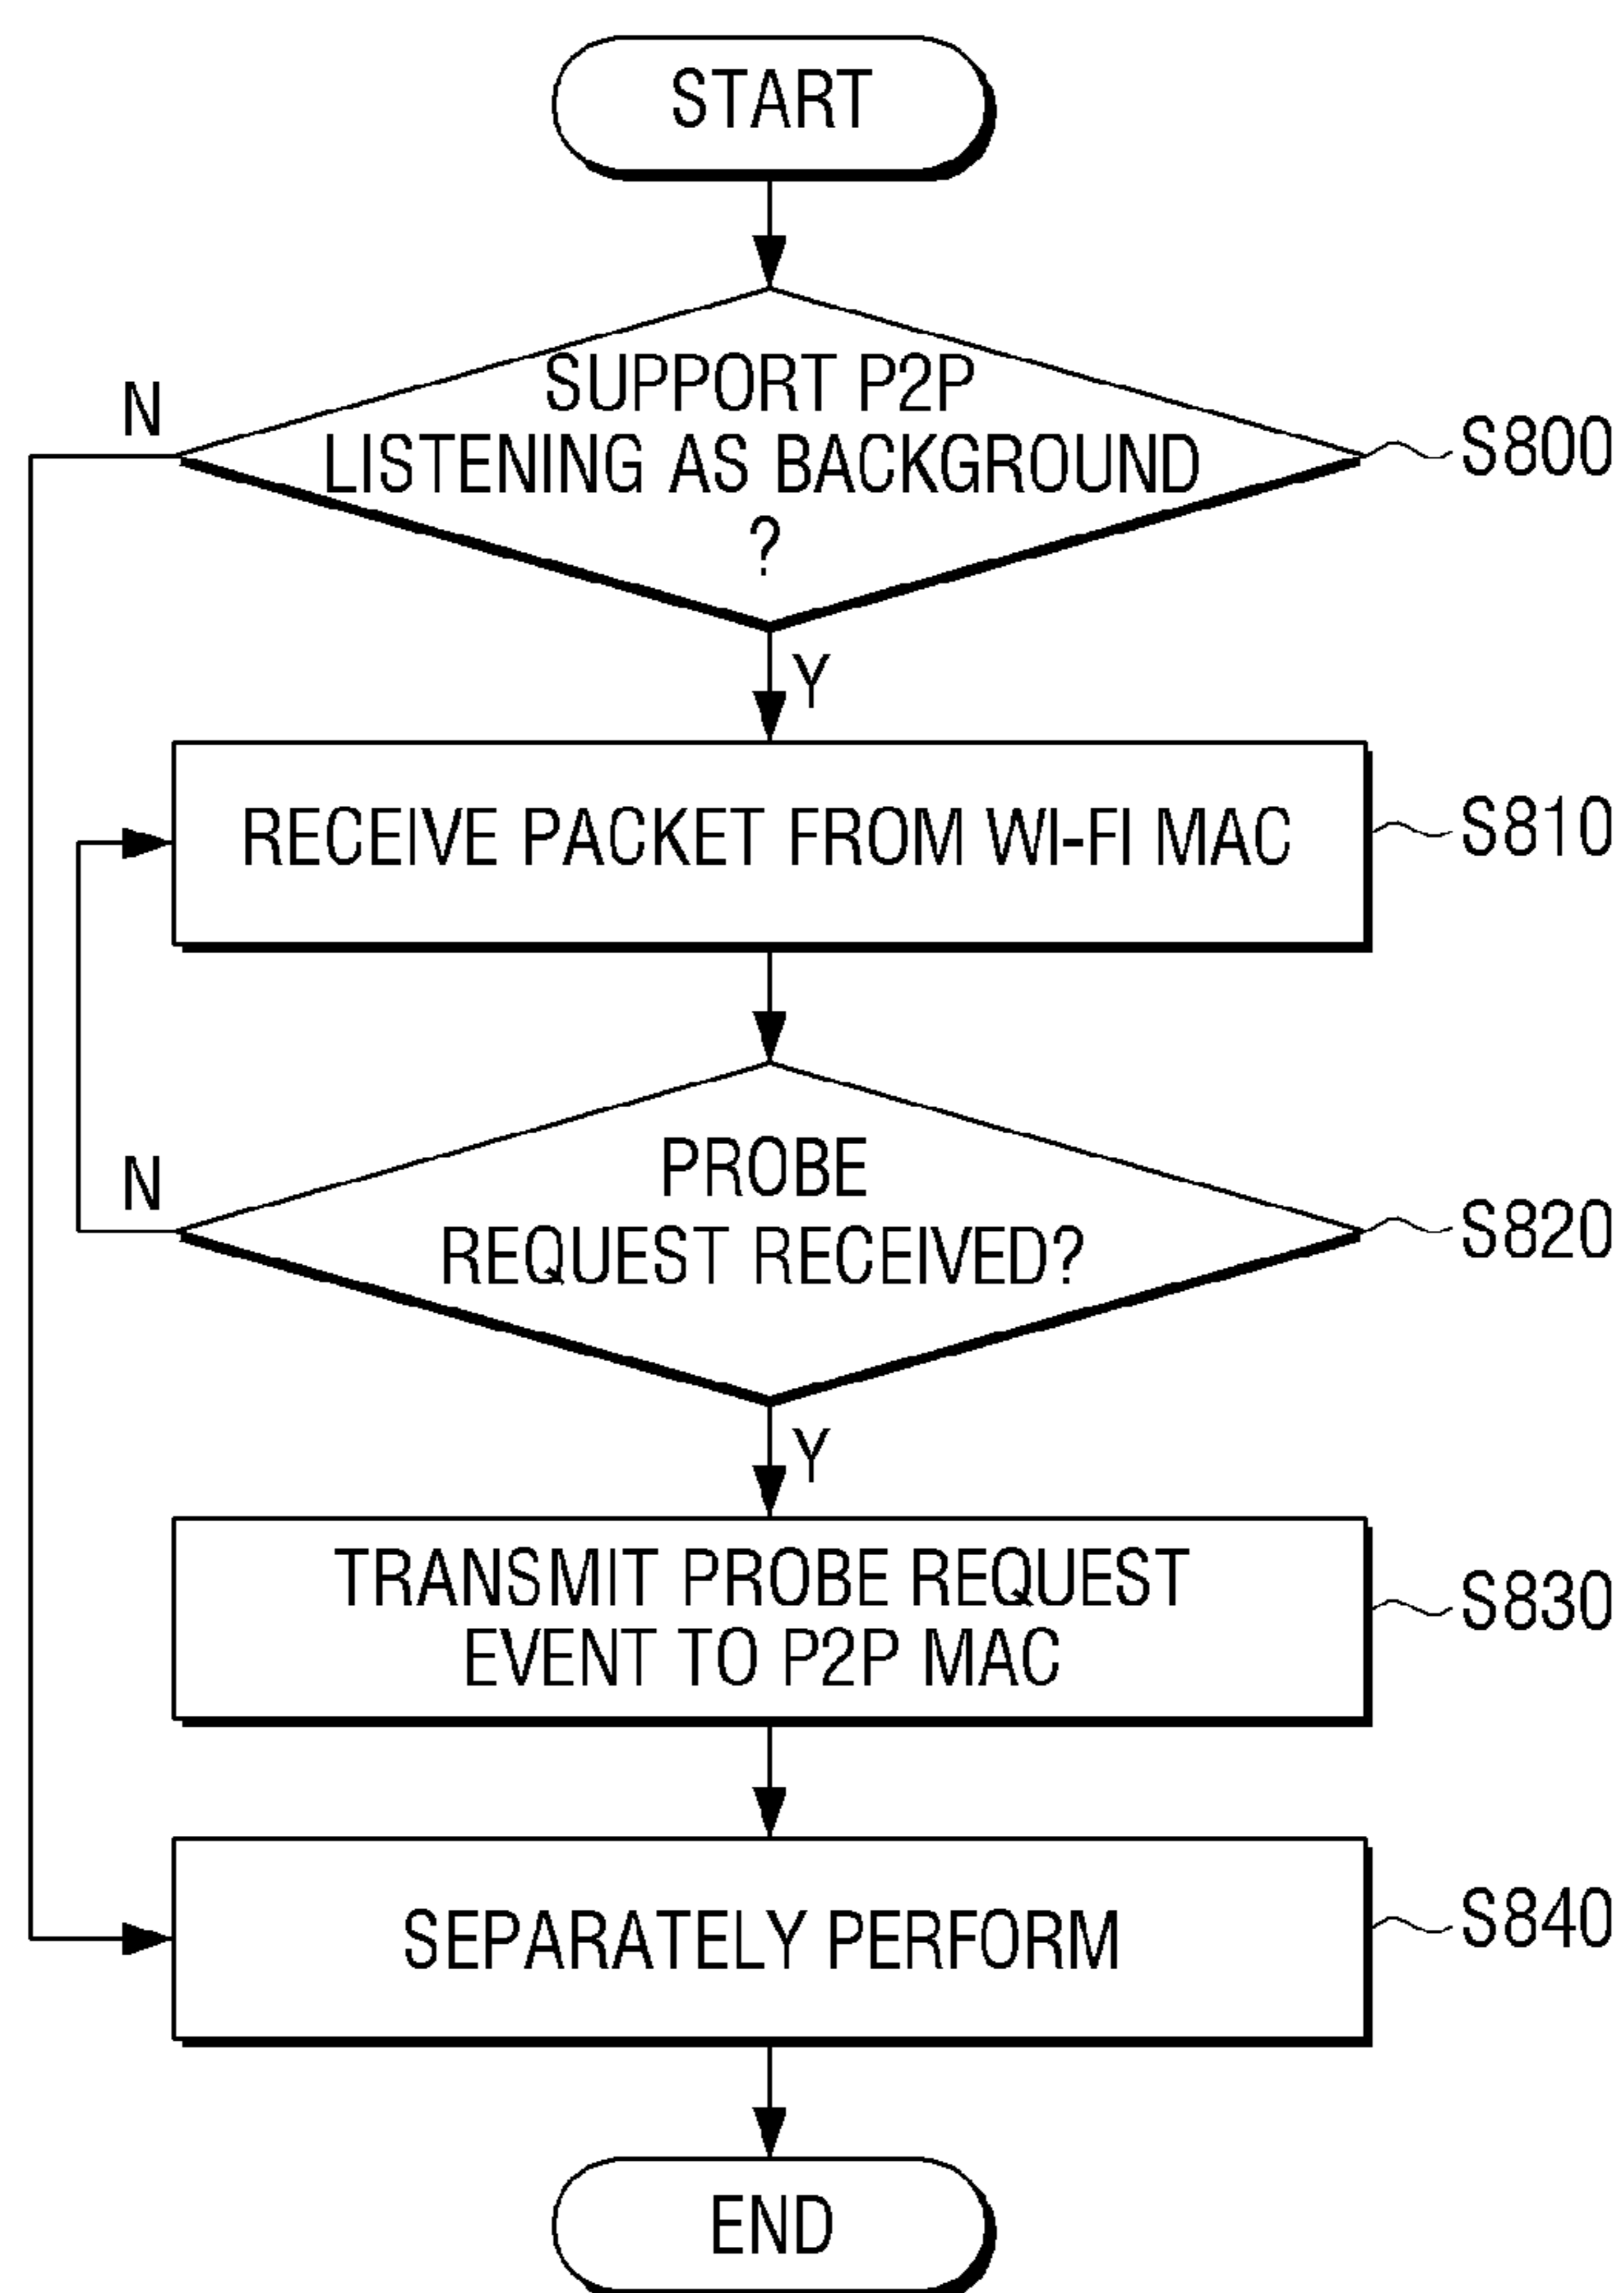 START
SUPPORT P2P
LISTENING AS BACKGROUND
?
N
S800
Y
RECEIVE PACKET FROM WI-FI MAC
S810
PROBE
REQUEST RECEIVED?
N
S820
Y
TRANSMIT PROBE REQUEST
EVENT TO P2P MAC
S830
SEPARATELY PERFORM
S840
END